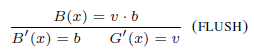 B(x) = v · b
B′(x) = b G′(x) = v (FLUSH)